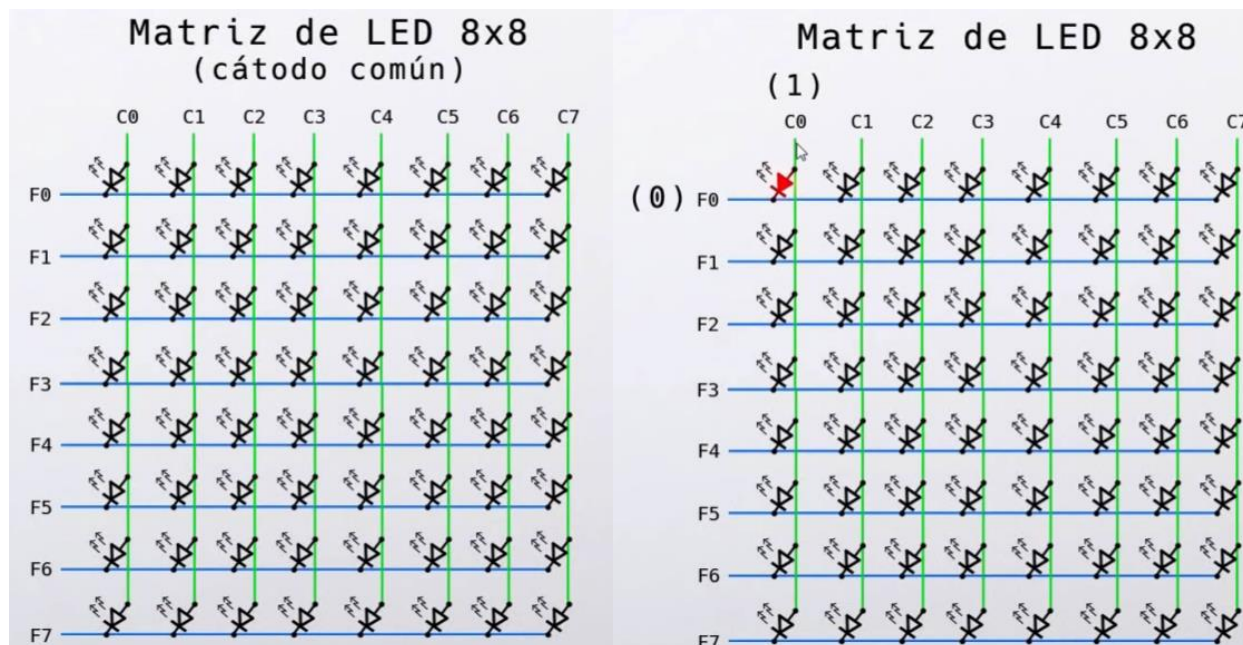 Matriz de LED 8x8
(cátodo común)
C0 C1 C2 C3 C4 C5 C6 C7
F0
F1
F2
F3
F4
F5
F6
F7
Matriz de LED 8x8
(1)
C0 C1 C2 C3 C4 C5 C6 C7
(0) F0
F1
F2
F3
F4
F5
F6
F7